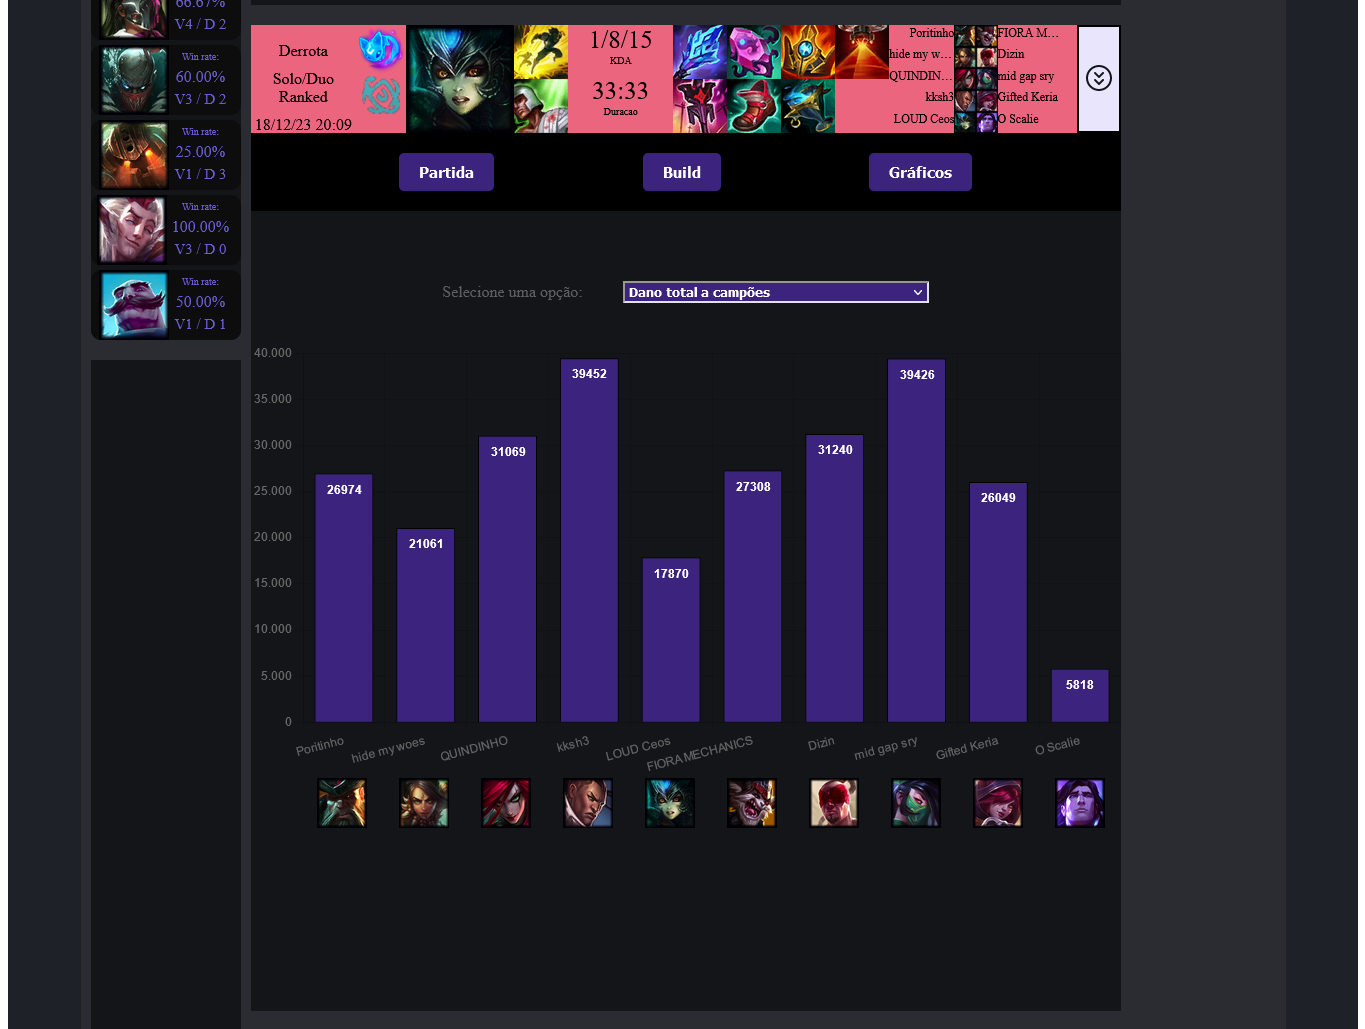 66.67%
V4 / D 2
Win rate:
60.00%
V3 / D 2
Win rate:
25.00%
V1 / D 3
Win rate:
100.00%
V3 / D 0
Win rate:
50.00%
V1 / D 1
Derrota
Solo/Duo
Ranked
18/12/23 20:09
1/8/15
KDA
33:33
Duracao
Poritinho
hide my w...
QUINDIN...
kksh3
LOUD Ceos
FIORA M...
Dizin
mid gap sry
Gifted Keria
O Scalie
Partida
Build
Gráficos
Selecione uma opção:
Dano total a campões
40.000
35.000
30.000
25.000
20.000
15.000
10.000
5.000
0
26974
21061
31069
39452
17870
27308
31240
39426
26049
5818
Poritinho
hide my woes
QUINDINHO
kksh3
LOUD Ceos
FIORA MECHANICS
Dizin
mid gap sry
Gifted Keria
O Scalie